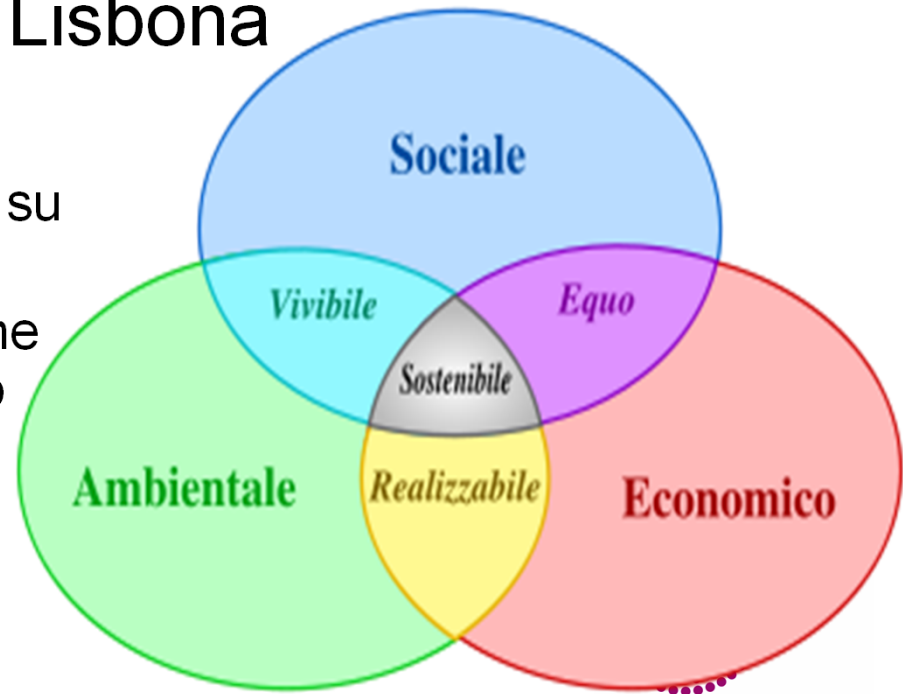 Lisbona
Sociale
su
Vivibile
Equo
ne
o
Sostenibile
Ambientale
Realizzabile
Economico